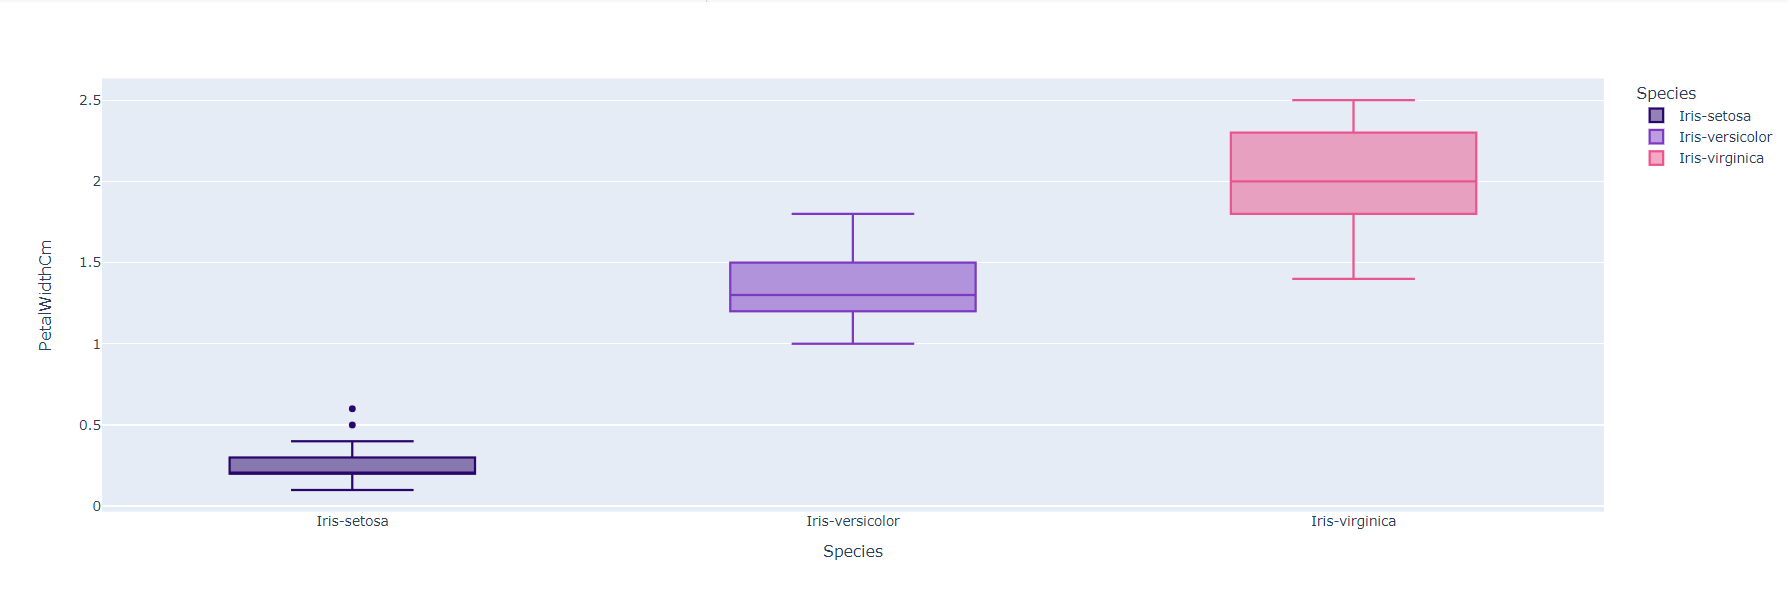 2.5
2
1.5
1
0.5
0
PetalWidthCm
Iris-setosa
Iris-versicolor
Iris-virginica
Species
Species
Iris-setosa
Iris-versicolor
Iris-virginica